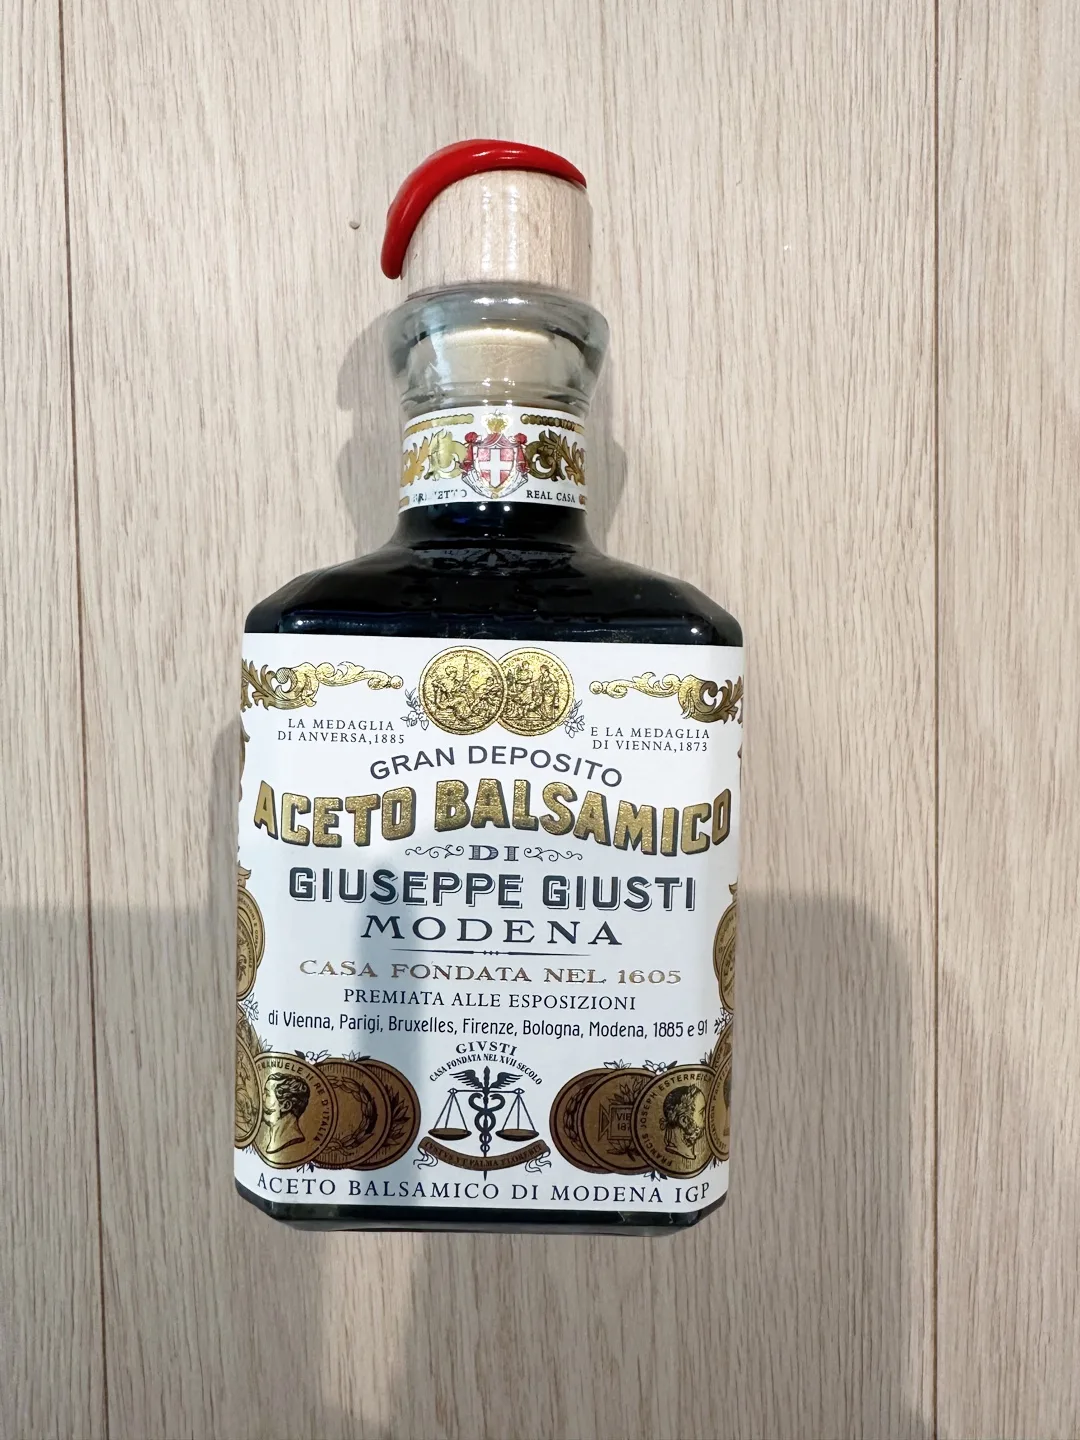 REAL CASA
LA MEDAGLIA
DI ANVERSA,1885
E LA MEDAGLIA
DI VIENNA,1873
GRAN DEPOSITO
ACETO BALSAMICO
DI
GIUSEPPE GIUSTI
MODENA
CASA FONDATA NEL 1605
PREMIATA ALLE ESPOSIZIONI
di Vienna, Parigi, Bruxelles, Firenze, Bologna, Modena, 1885 e 91
GIVSTI
CASA FONDATA NEL XVII SECOLO
ACETO BALSAMICO DI MODENA IGP